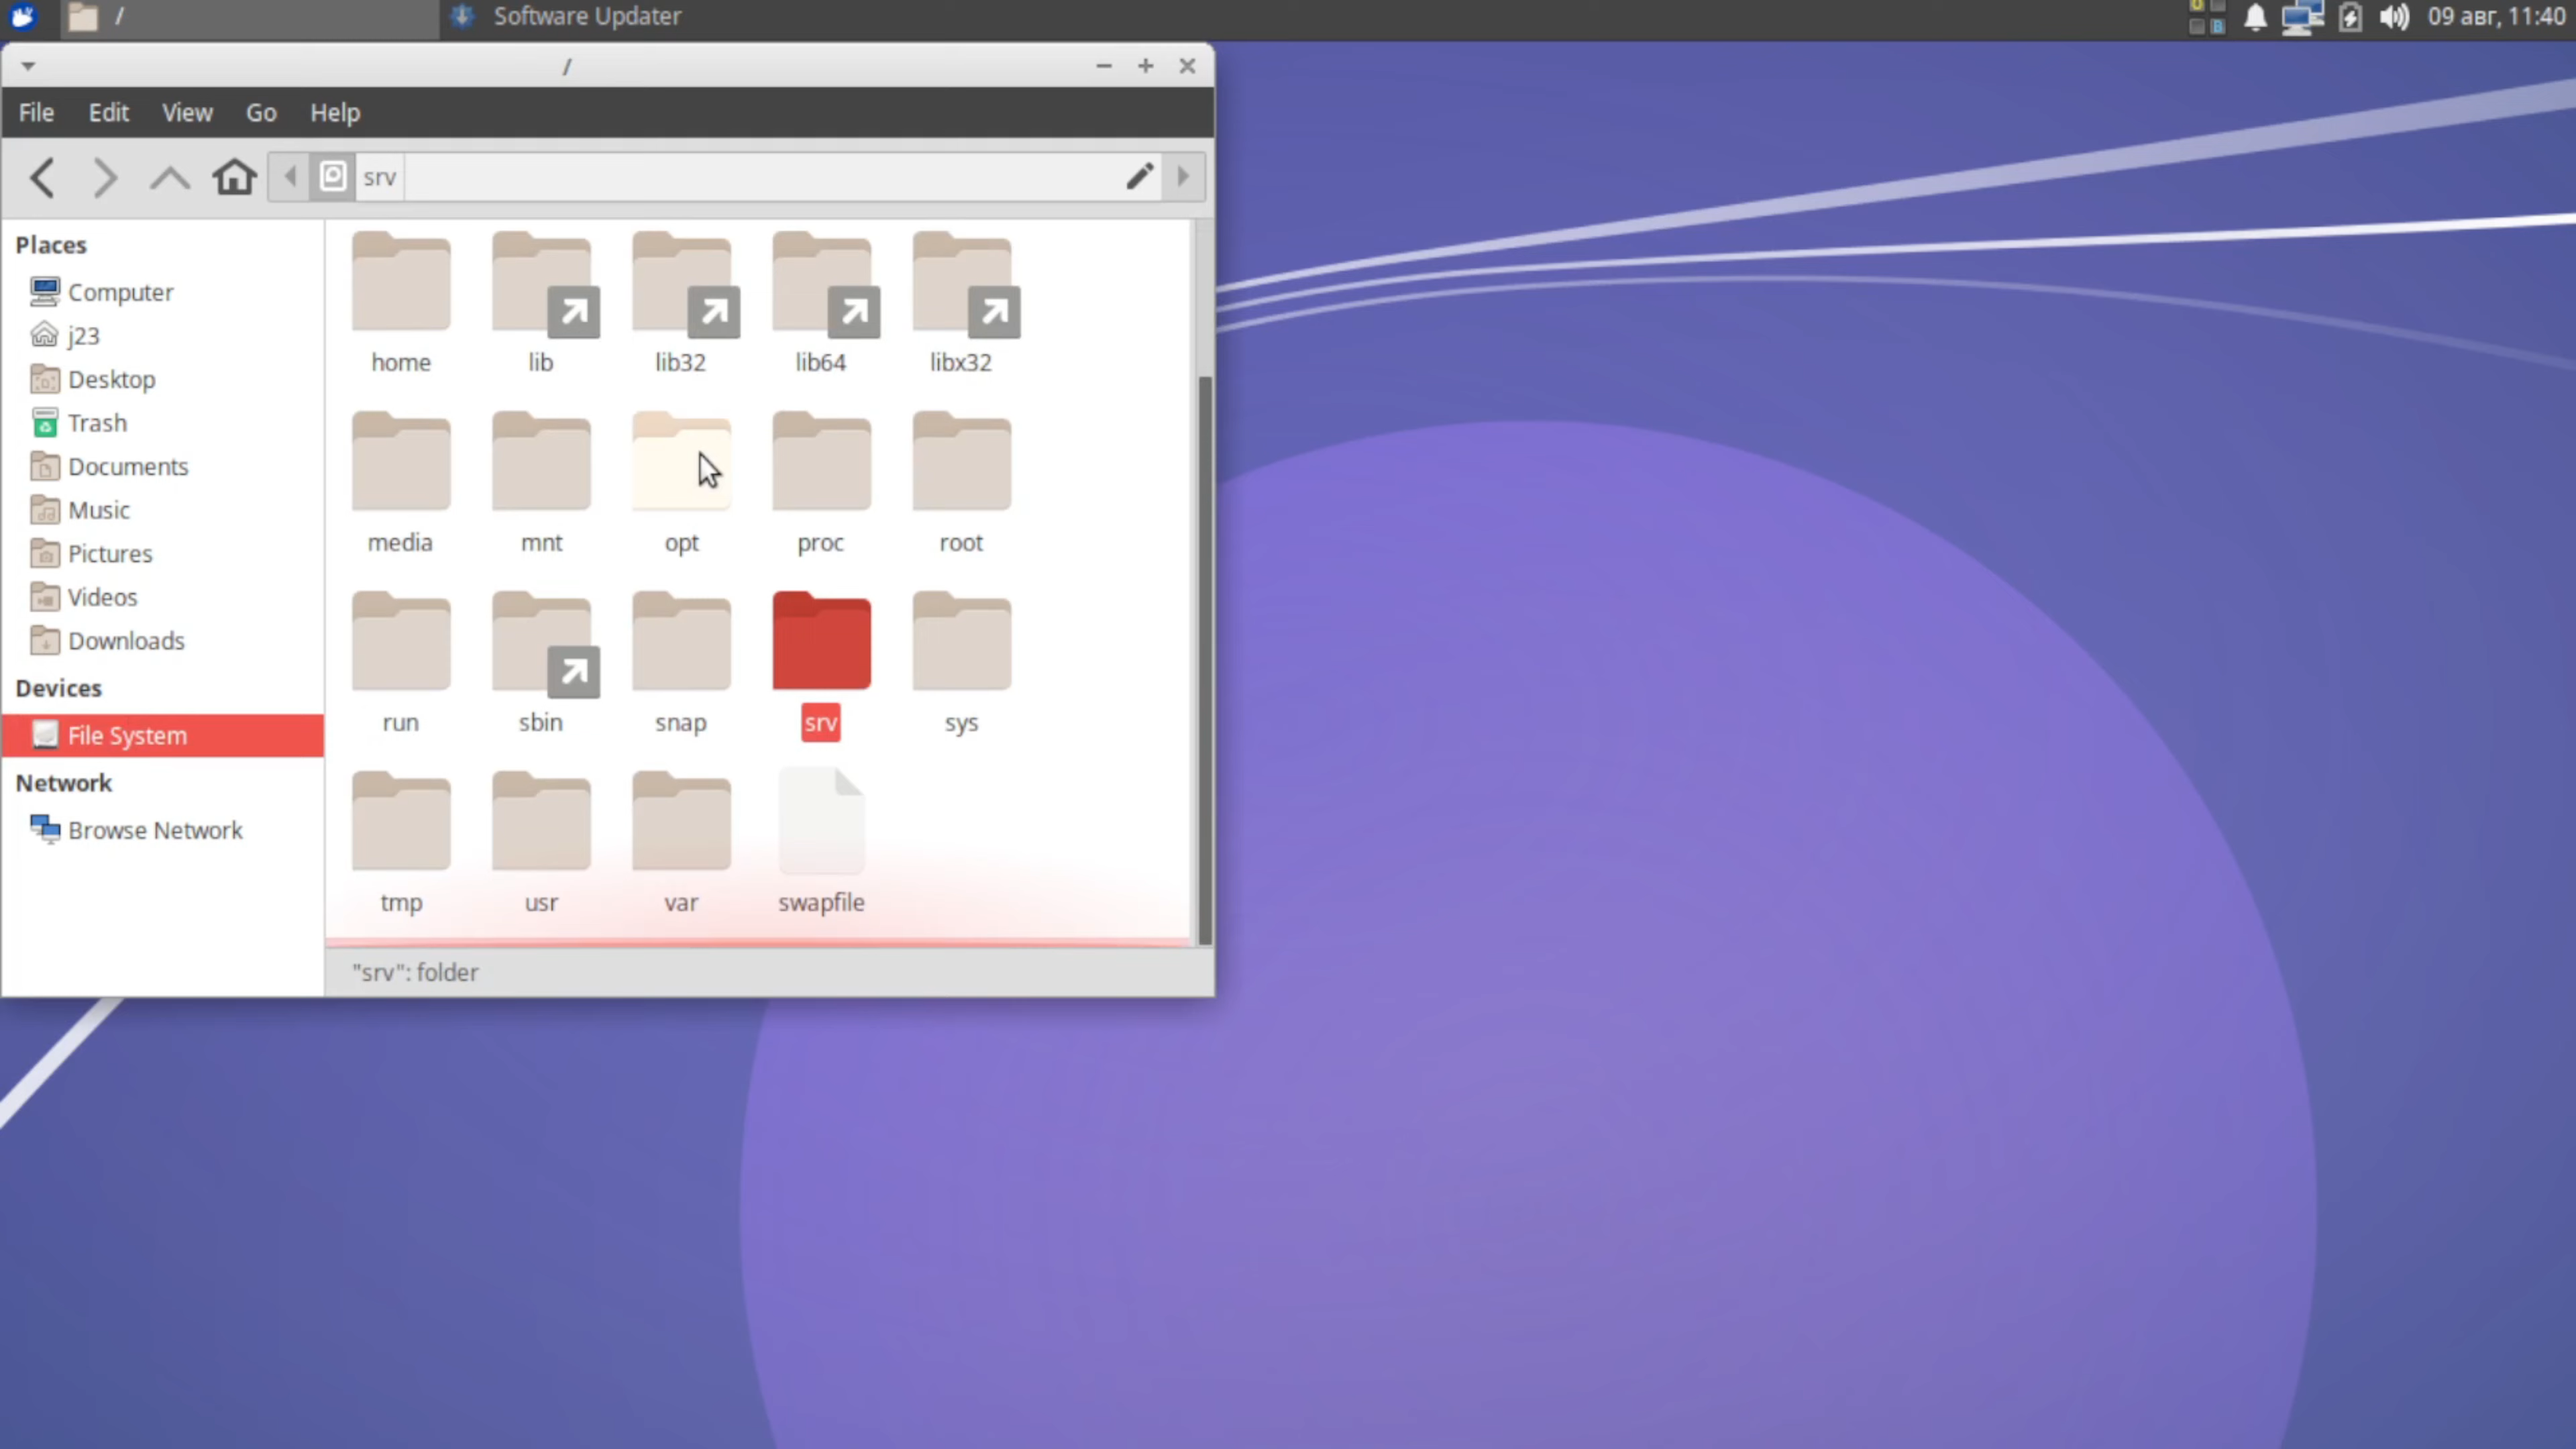 /
Software Updater
09 авг, 11:40
/
File Edit View Go Help
srv
Places
Computer
j23
Desktop
Trash
Documents
Music
Pictures
Videos
Downloads
Devices
File System
Network
Browse Network
home lib lib32 lib64 libx32
media mnt opt proc root
run sbin snap srv sys
tmp usr var swapfile
"srv": folder